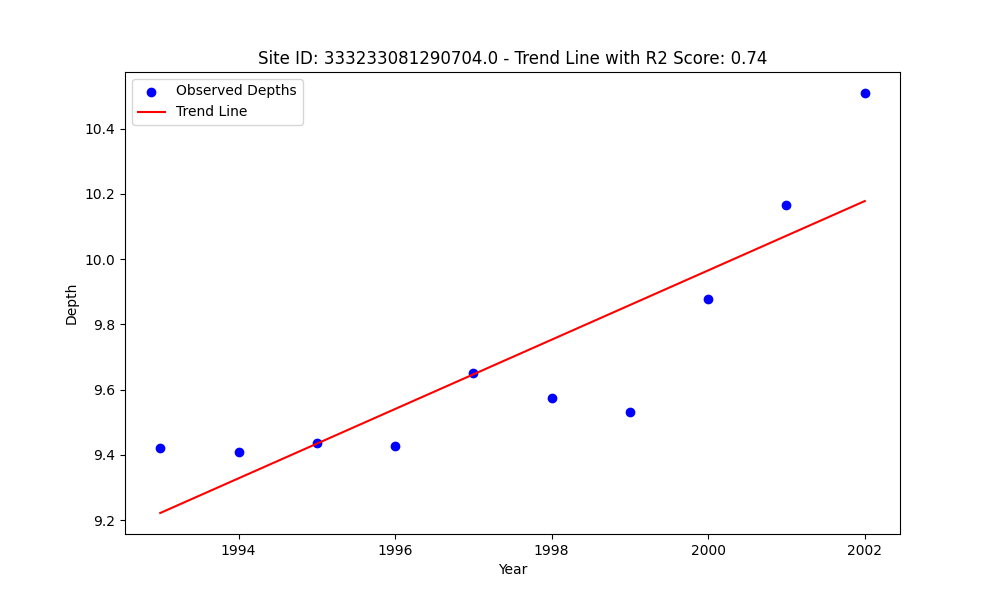 Site ID: 333233081290704.0 - Trend Line with R2 Score: 0.74
Observed Depths
Trend Line
10.4
10.2
10.0
9.8
9.6
9.4
9.2
Depth
1994 1996 1998 2000 2002
Year